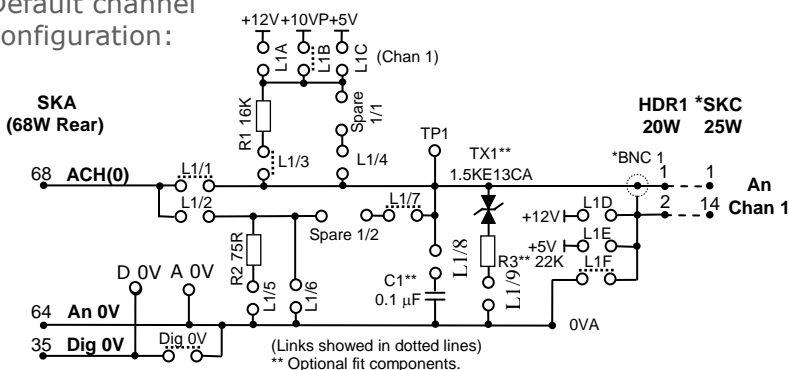 Default channel
configuration:
+12V +10VP +5V
L1A
L1B
L1C
(Chan 1)
SKA
(68W Rear)
R1 16K
Spare
1/1
TP1
TX1**
1.5KE13CA
HDR1 *SKC
20W 25W
*BNC 1
L1/3
L1/4
68 ACH(0)
L1/1
1
1
An
Chan 1
L1/2
L1/7
Spare 1/2
+12V
L1D
2
14
+5V
L1E
L1F
R2 75R
L1/5
L1/6
L1/8
R3** 22K
L1/9
C1**
0.1 µF
D 0V A 0V
64 An 0V
0VA
35 Dig 0V
Dig 0V
(Links showed in dotted lines)
** Optional fit components.